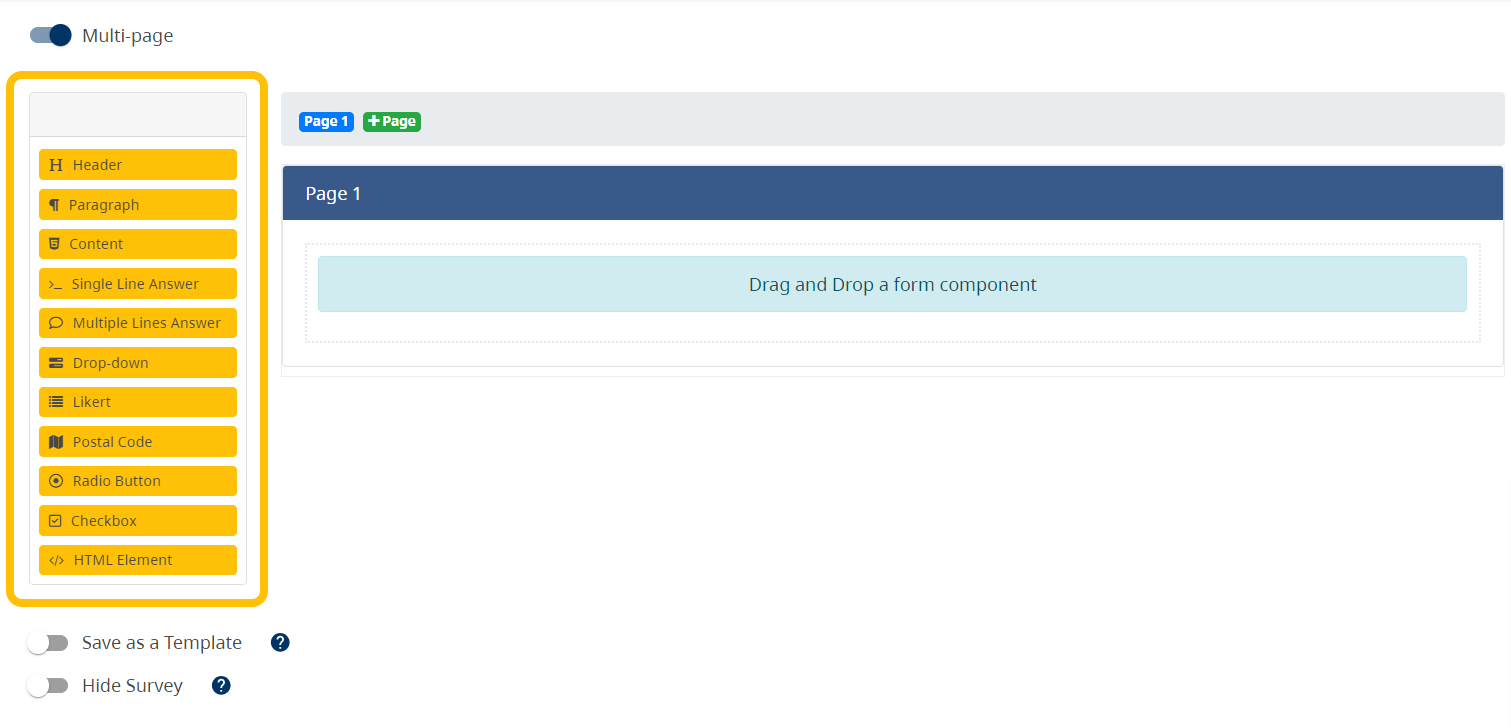 Multi-page
Header
Paragraph
Content
Single Line Answer
Multiple Lines Answer
Drop-down
Likert
Postal Code
Radio Button
Checkbox
HTML Element
Page 1 +Page
Page 1
Drag and Drop a form component
Save as a Template ?
Hide Survey ?